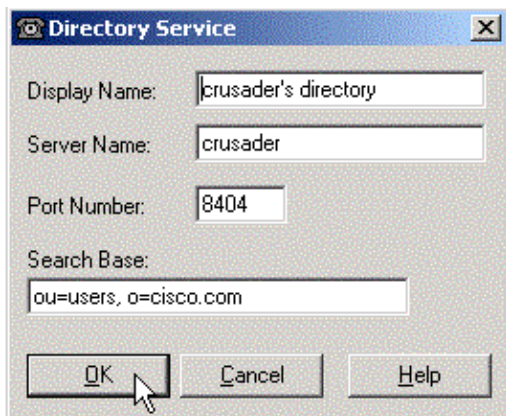 Directory Service
Display Name: crusader's directory
Server Name: crusader
Port Number: 8404
Search Base:
ou=users, o=cisco.com
OK Cancel Help